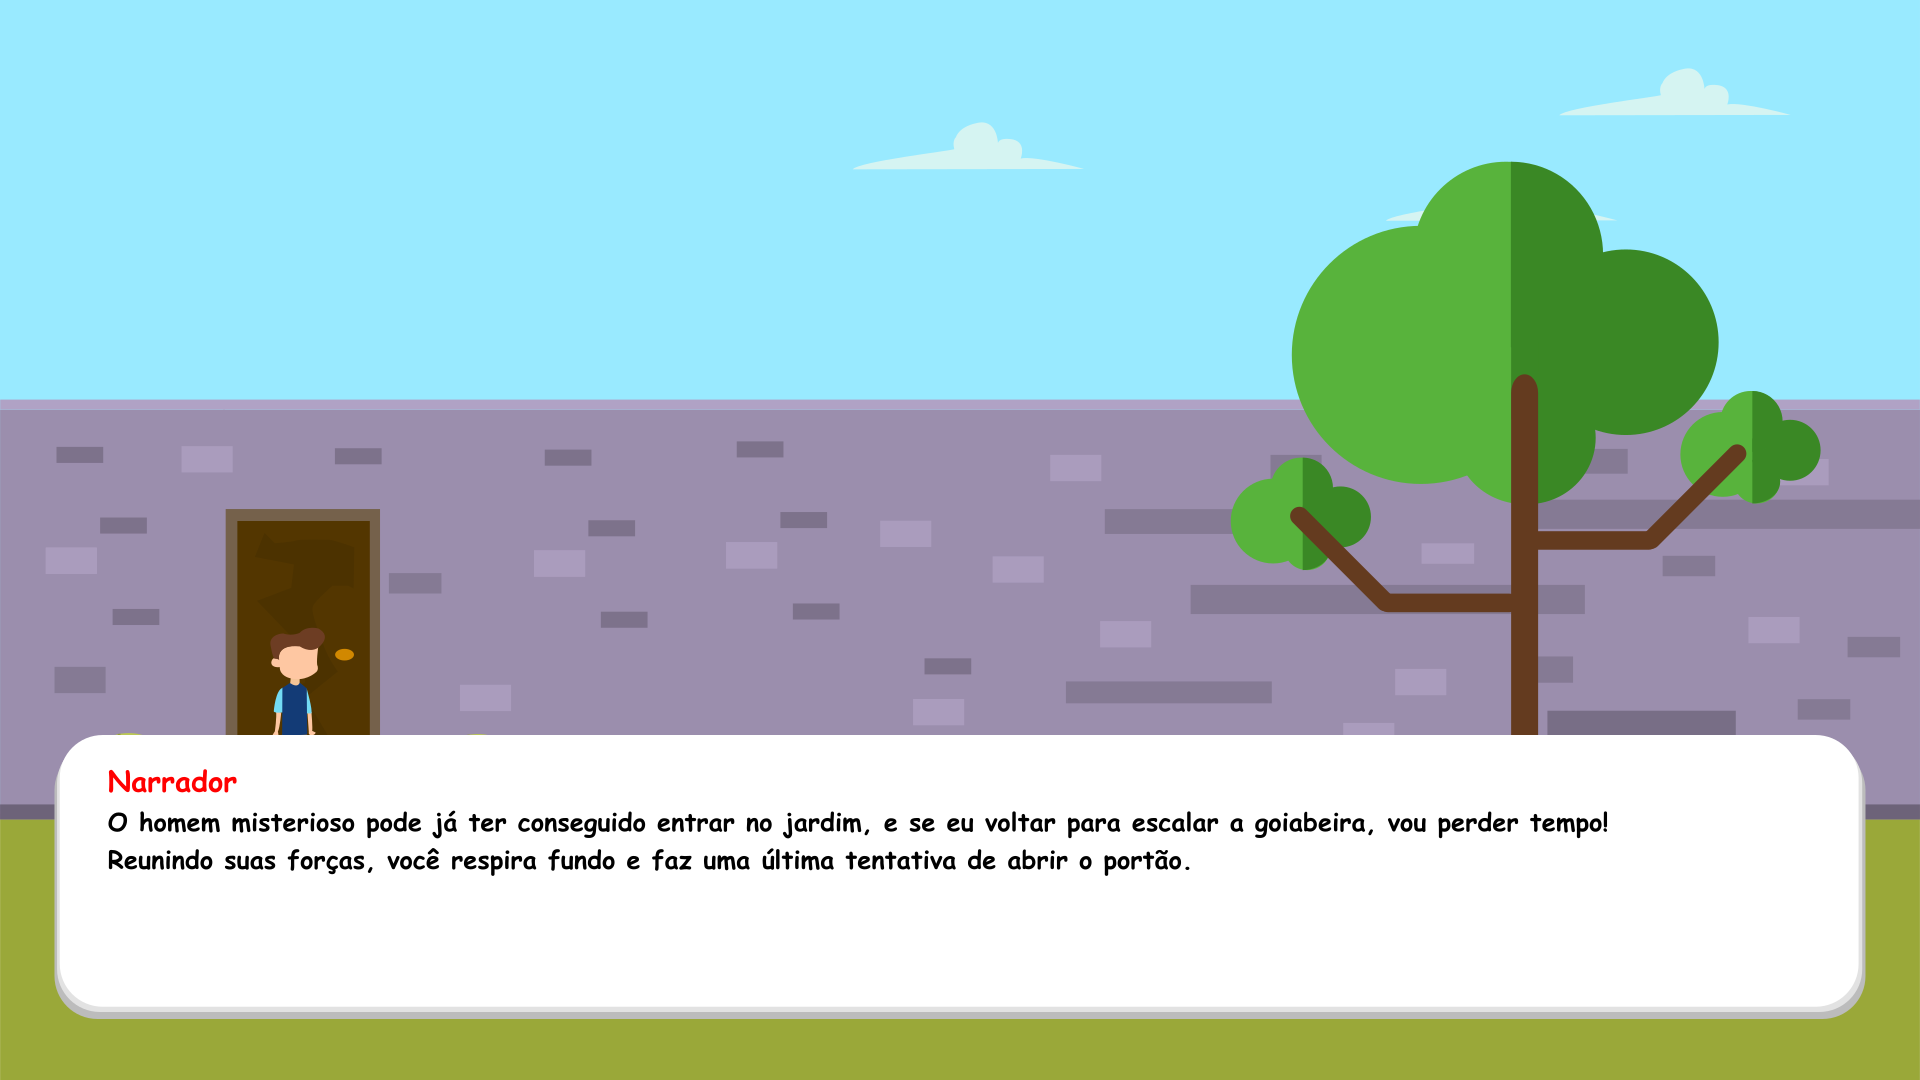 Narrador
O homem misterioso pode já ter conseguido entrar no jardim, e se eu voltar para escalar a goiabeira, vou perder tempo!
Reunindo suas forças, você respira fundo e faz uma última tentativa de abrir o portão.